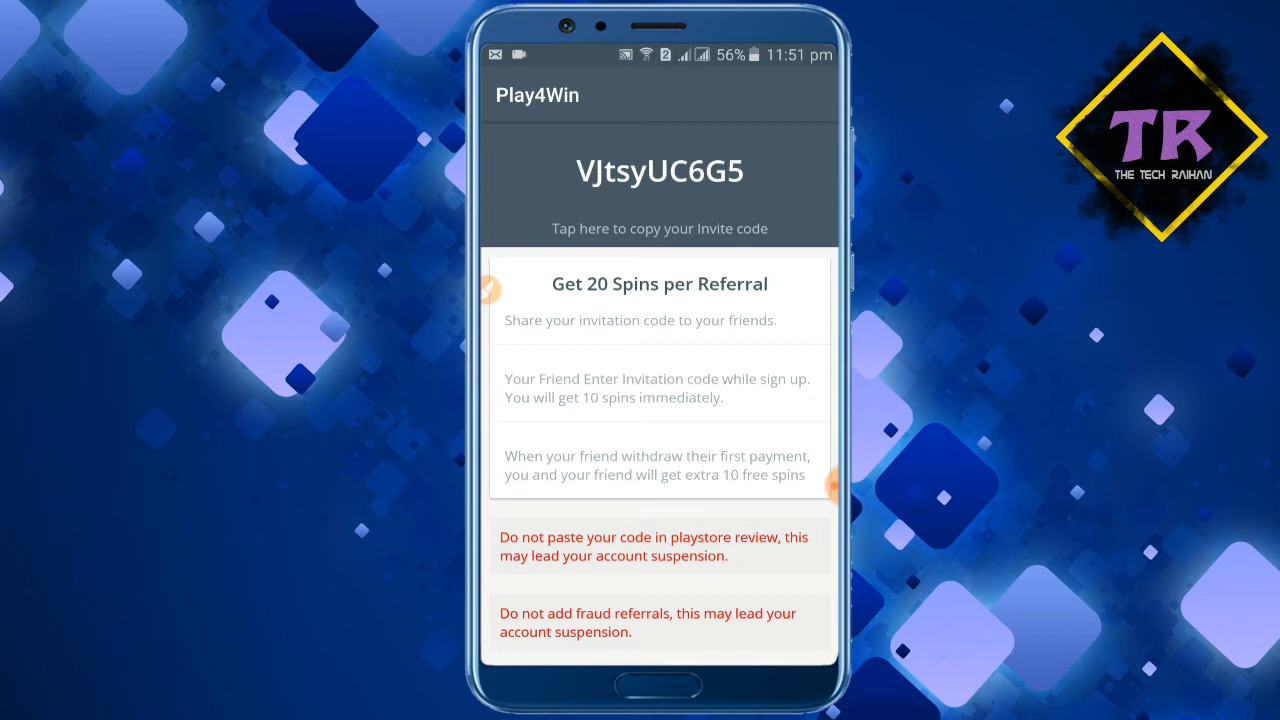 56% 11:51 pm
Play4Win
VJtsyUC6G5
Tap here to copy your Invite code
Get 20 Spins per Referral
Share your invitation code to your friends.
Your Friend Enter Invitation code while sign up.
You will get 10 spins immediately.
When your friend withdraw their first payment,
you and your friend will get extra 10 free spins
Do not paste your code in playstore review, this
may lead your account suspension.
Do not add fraud referrals, this may lead your
account suspension.
TR
THE TECH RAIHAN